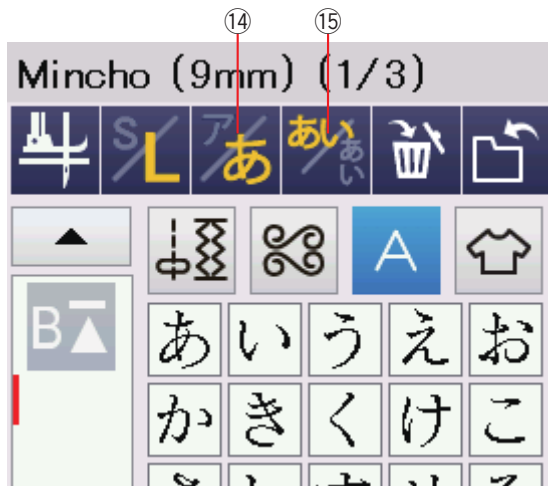 ⑭ ⑮
Mincho (9mm) (1/3)
S/L ア/あ あい/あい
A
B
あ い う え お
か き く け こ